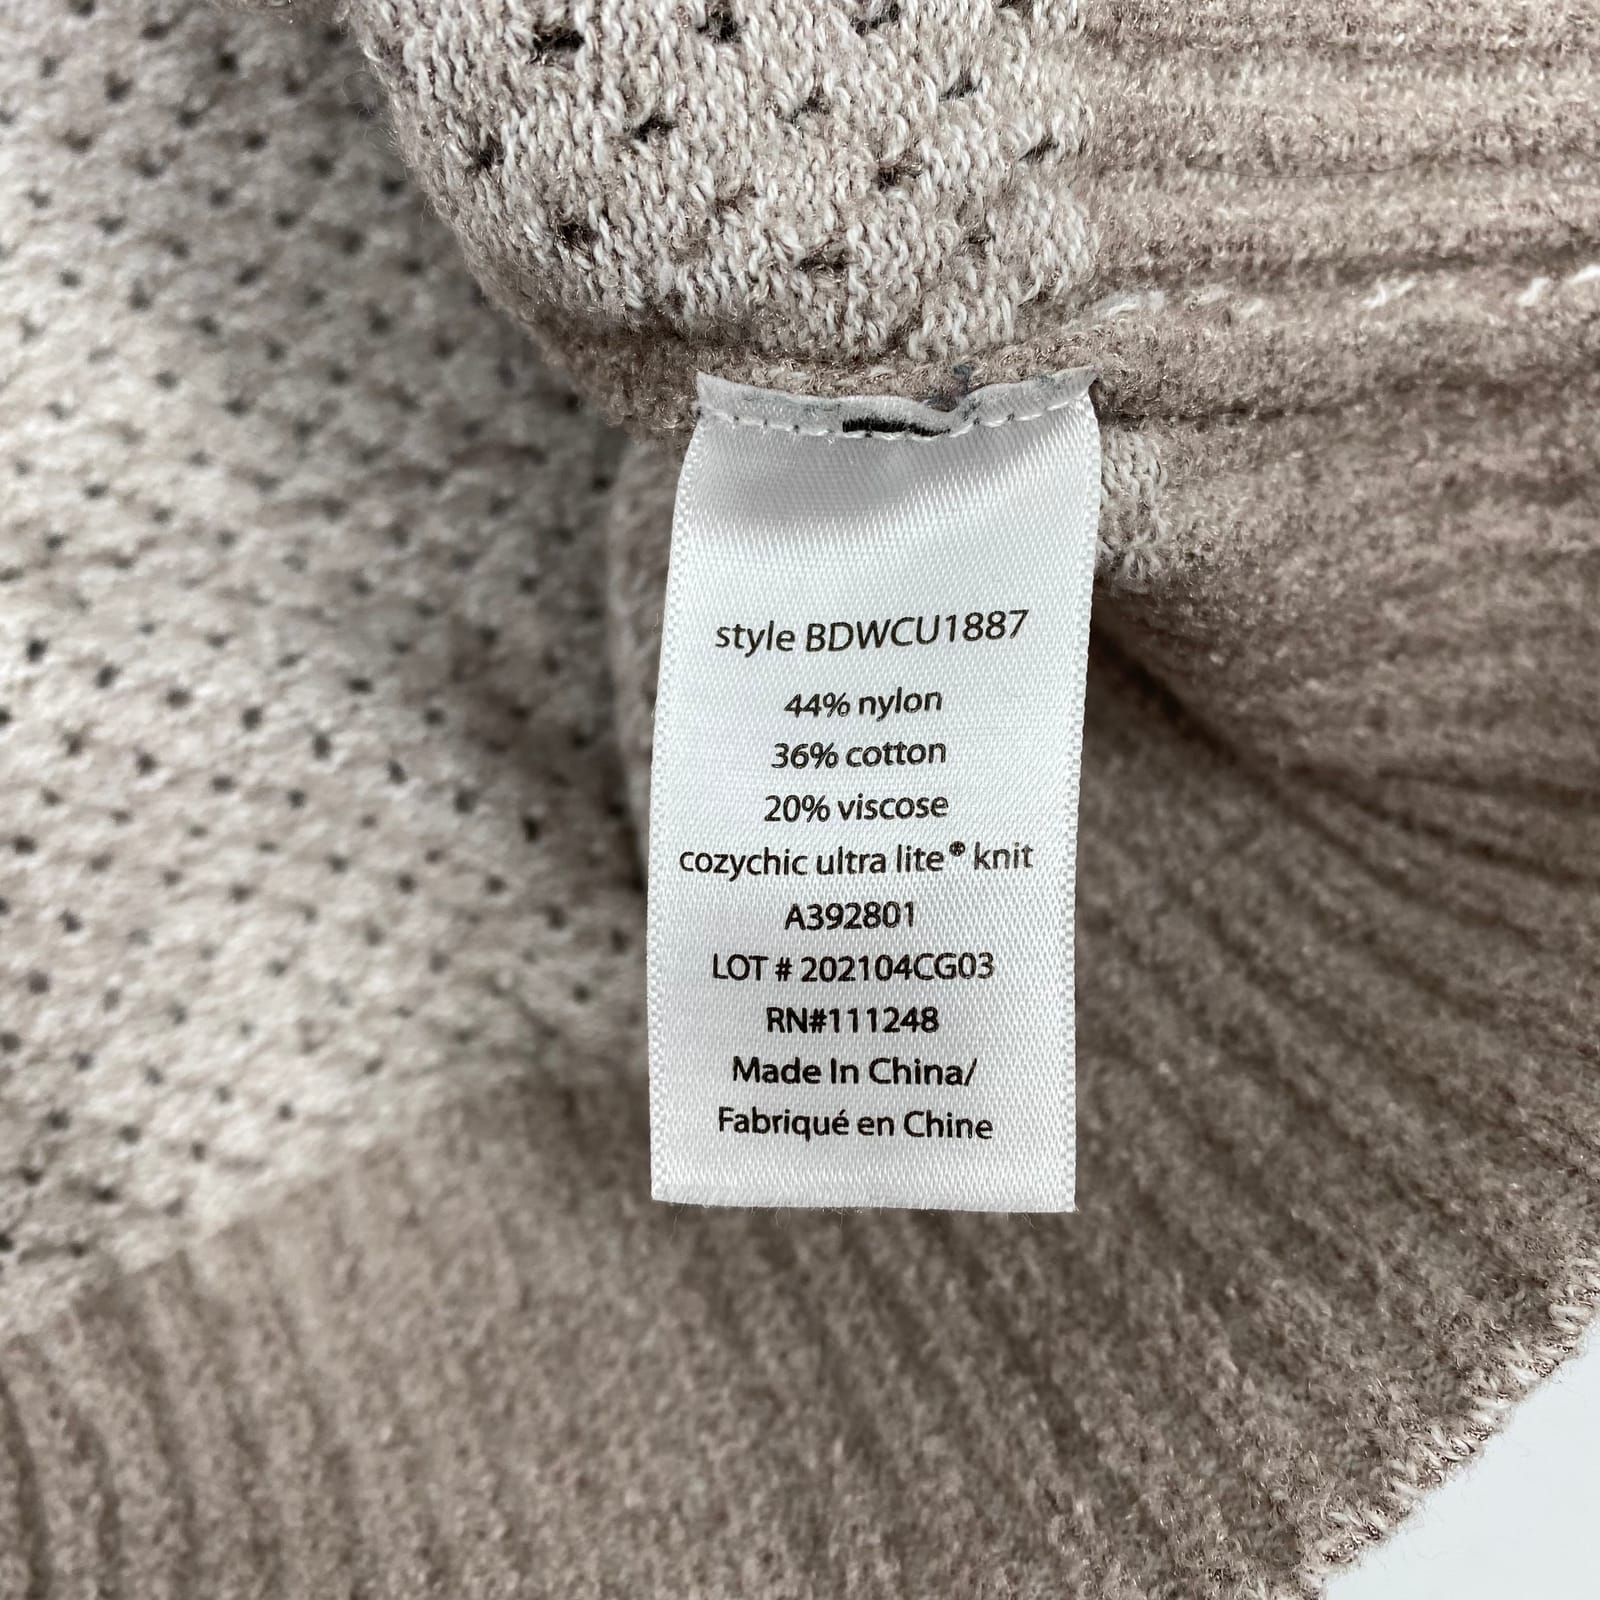 style BDWCU1887
44% nylon
36% cotton
20% viscose
cozychic ultra lite® knit
A392801
LOT # 202104CG03
RN#111248
Made In China/
Fabriqué en Chine